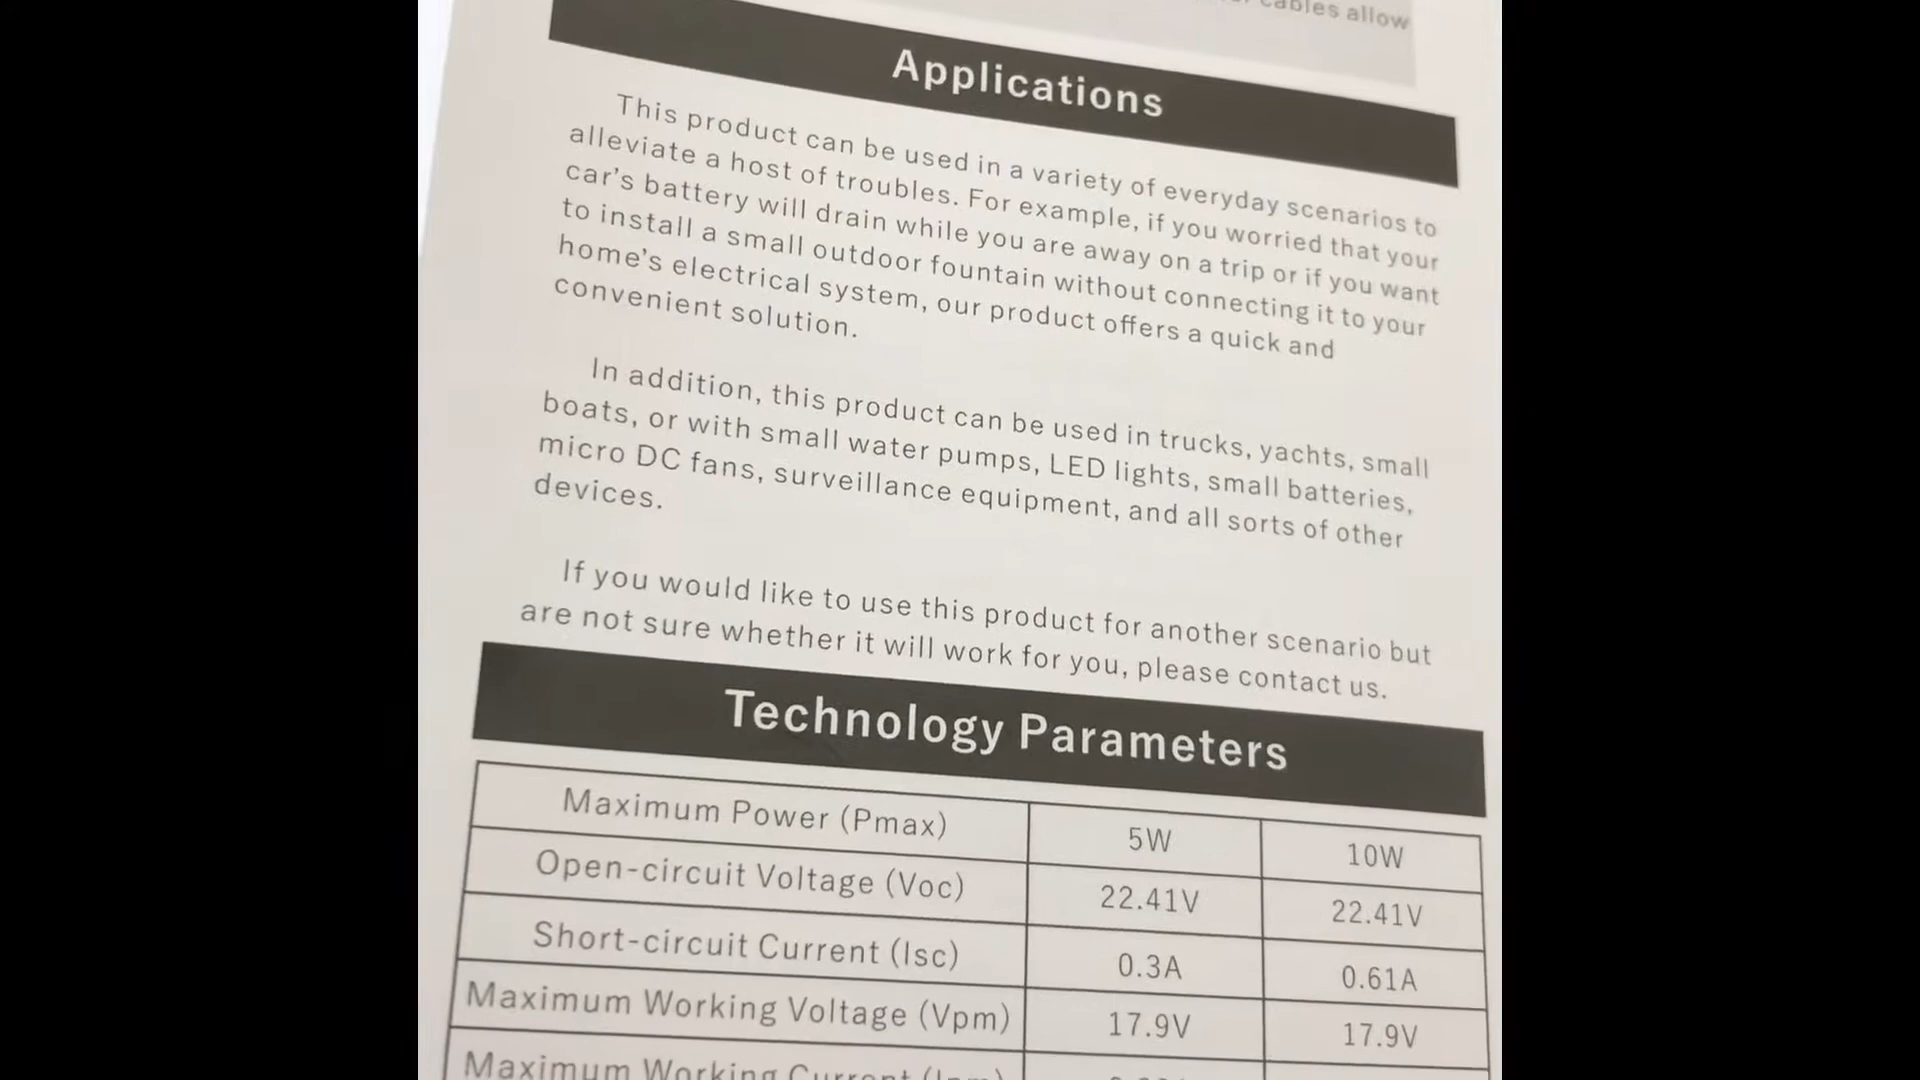 cables allow
Applications
This product can be used in a variety of everyday scenarios to
alleviate a host of troubles. For example, if you worried that your
car's battery will drain while you are away on a trip or if you want
to install a small outdoor fountain without connecting it to your
home's electrical system, our product offers a quick and
convenient solution.
In addition, this product can be used in trucks, yachts, small
boats, or with small water pumps, LED lights, small batteries,
micro DC fans, surveillance equipment, and all sorts of other
devices.
If you would like to use this product for another scenario but
are not sure whether it will work for you, please contact us.
Technology Parameters
Maximum Power (Pmax) 5W 10W
Open-circuit Voltage (Voc) 22.41V 22.41V
Short-circuit Current (Isc) 0.3A 0.61A
Maximum Working Voltage (Vpm) 17.9V 17.9V
Maximum Working Current